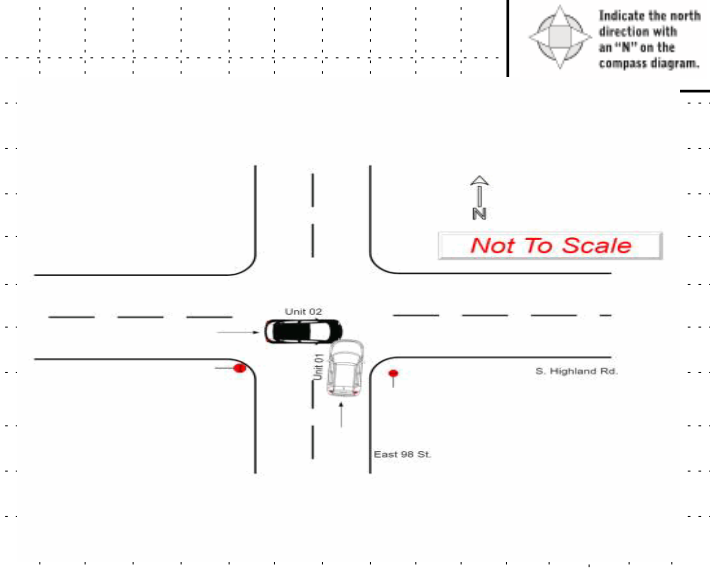 Indicate the north
direction with
an “N” on the
compass diagram.
N
Not To Scale
Unit 02
Unit 01
S. Highland Rd.
East 98 St.